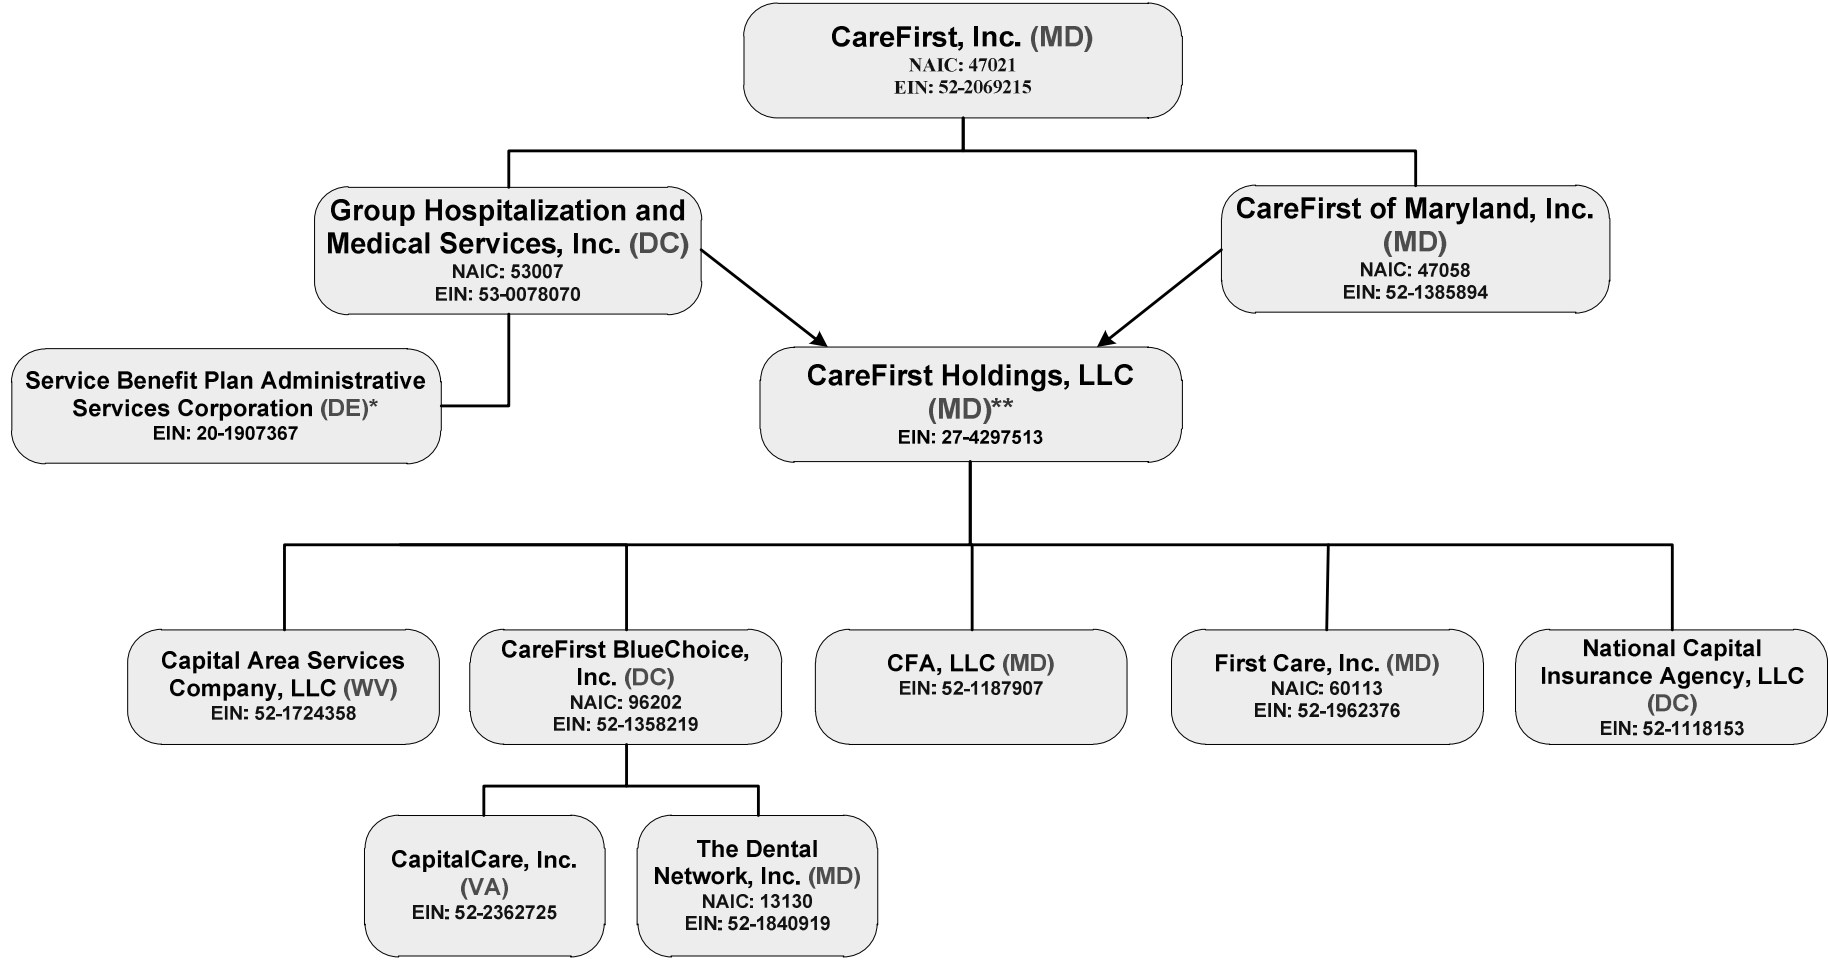 CareFirst, Inc. (MD)
NAIC: 47021
EIN: 52-2069215
Group Hospitalization and
Medical Services, Inc. (DC)
NAIC: 53007
EIN: 53-0078070
CareFirst of Maryland, Inc.
(MD)
NAIC: 47058
EIN: 52-1385894
Service Benefit Plan Administrative
Services Corporation (DE)*
EIN: 20-1907367
CareFirst Holdings, LLC
(MD)**
EIN: 27-4297513
Capital Area Services
Company, LLC (WV)
EIN: 52-1724358
CareFirst BlueChoice,
Inc. (DC)
NAIC: 96202
EIN: 52-1358219
CFA, LLC (MD)
EIN: 52-1187907
First Care, Inc. (MD)
NAIC: 60113
EIN: 52-1962376
National Capital
Insurance Agency, LLC
(DC)
EIN: 52-1118153
CapitalCare, Inc.
(VA)
EIN: 52-2362725
The Dental
Network, Inc. (MD)
NAIC: 13130
EIN: 52-1840919